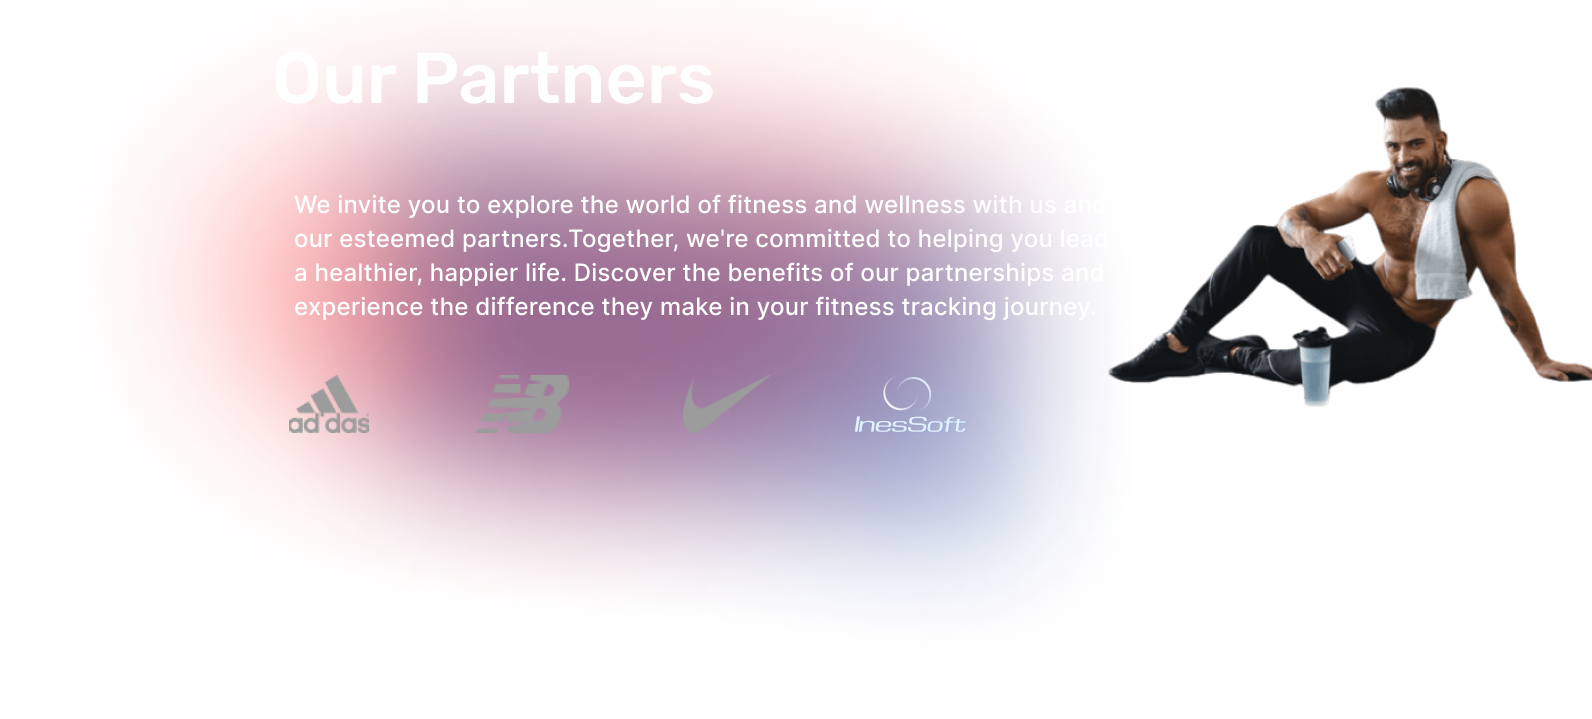 Our Partners
We invite you to explore the world of fitness and wellness with us and
our esteemed partners.Together, we're committed to helping you lead
a healthier, happier life. Discover the benefits of our partnerships and
experience the difference they make in your fitness tracking journey.
adidas NB InesSoft